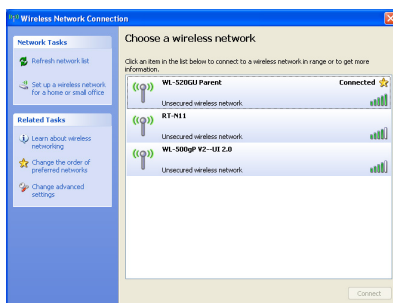 Wireless Network Connection
Network Tasks
Refresh network list
Set up a wireless network
for a home or small office
Related Tasks
Learn about wireless
networking
Change the order of
preferred networks
Change advanced
settings
Choose a wireless network
Click an item in the list below to connect to a wireless network in range or to get more
information.
WL-520GU Parent
Connected
Unsecured wireless network
RT-N11
Unsecured wireless network
WL-500gP V2--UI 2.0
Unsecured wireless network
Connect